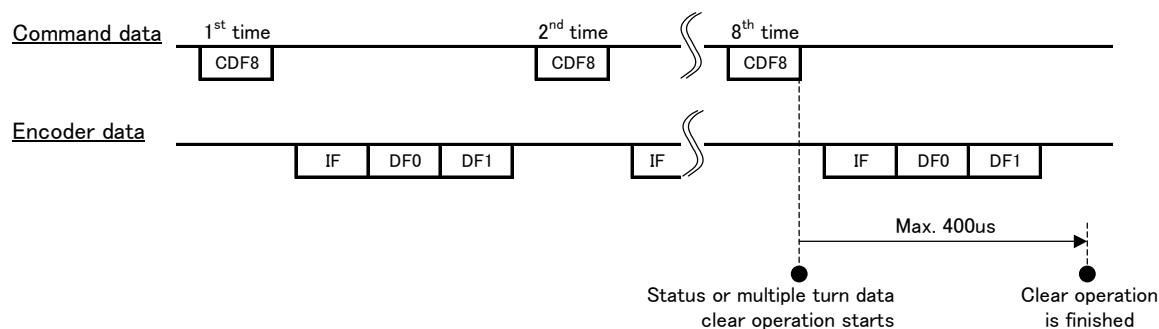 Command data
1st time
2nd time
8th time
CDF8
CDF8
CDF8
Encoder data
IF
DF0
DF1
IF
IF
DF0
DF1
Max. 400us
Status or multiple turn data
clear operation starts
Clear operation
is finished